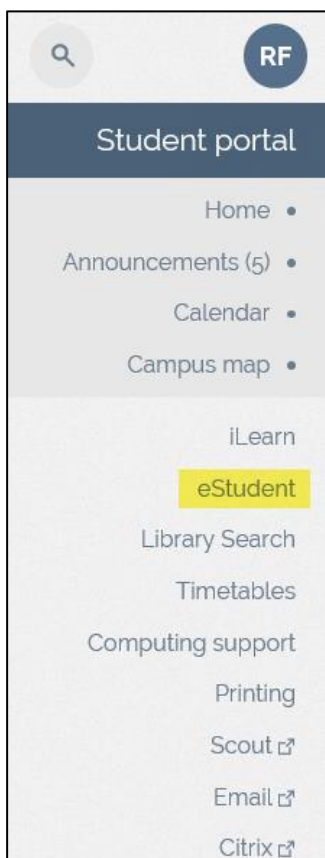 RF
Student portal
Home
Announcements (5)
Calendar
Campus map
iLearn
eStudent
Library Search
Timetables
Computing support
Printing
Scout
Email
Citrix